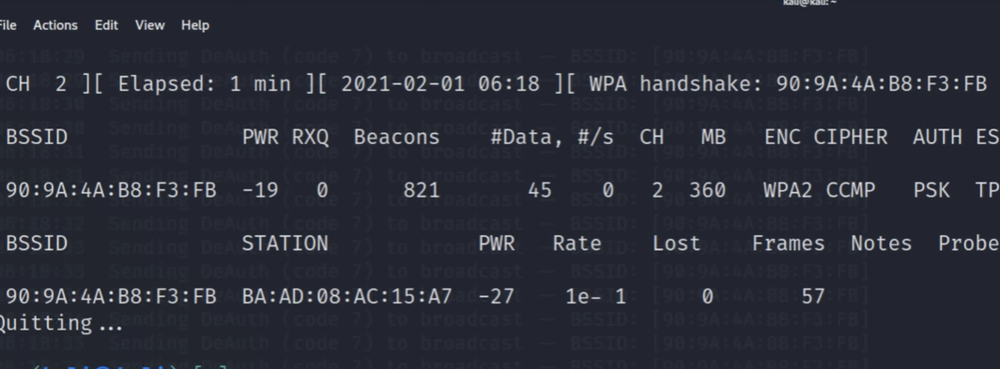 kali@kali: ~
File Actions Edit View Help
CH 2 ][ Elapsed: 1 min ][ 2021-02-01 06:18 ][ WPA handshake: 90:9A:4A:B8:F3:FB
BSSID PWR RXQ Beacons #Data, #/s CH MB ENC CIPHER AUTH ES
90:9A:4A:B8:F3:FB -19 0 821 45 0 2 360 WPA2 CCMP PSK TP
BSSID STATION PWR Rate Lost Frames Notes Probe
90:9A:4A:B8:F3:FB BA:AD:08:AC:15:A7 -27 1e- 1 0 57
Quitting...